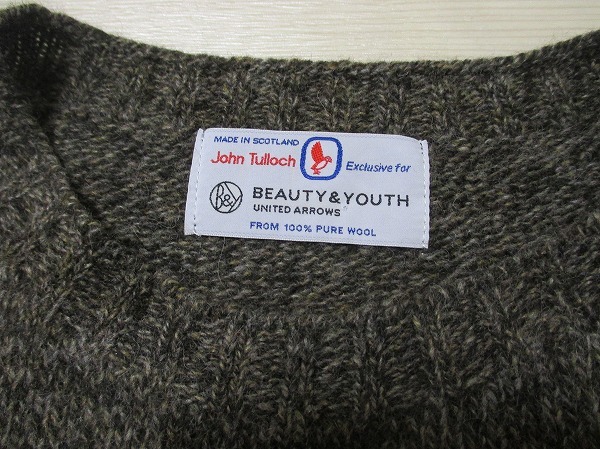 MADE IN SCOTLAND
John Tulloch Exclusive for
B&Y BEAUTY&YOUTH
UNITED ARROWS
FROM 100% PURE WOOL